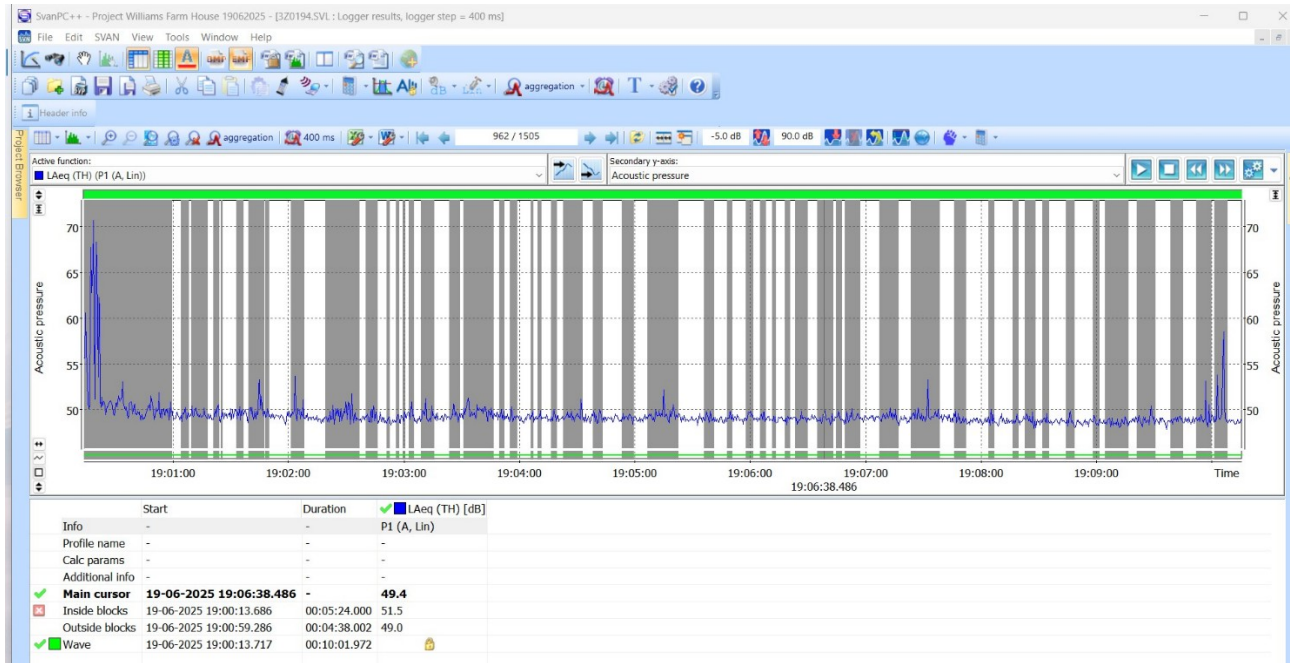 SvanPC++ - Project Williams Farm House 19062025 - [3Z0194.SVL : Logger results, logger step = 400 ms]
File Edit SVAN View Tools Window Help
aggregation
Header info
aggregation 400 ms 962 / 1505 -5.0 dB 90.0 dB
Project Browser
Active function: Secondary y-axis:
LAeq (TH) (P1 (A, Lin)) Acoustic pressure
Acoustic pressure
70 70
65 65
60 60
55 55
50 50
Acoustic pressure
19:01:00 19:02:00 19:03:00 19:04:00 19:05:00 19:06:00 19:07:00 19:08:00 19:09:00 Time
19:06:38.486
Start Duration LAeq (TH) [dB]
Info - - P1 (A, Lin)
Profile name - - -
Calc params - - -
Additional info - - -
Main cursor 19-06-2025 19:06:38.486 - 49.4
Inside blocks 19-06-2025 19:00:13.686 00:05:24.000 51.5
Outside blocks 19-06-2025 19:00:59.286 00:04:38.002 49.0
Wave 19-06-2025 19:00:13.717 00:10:01.972